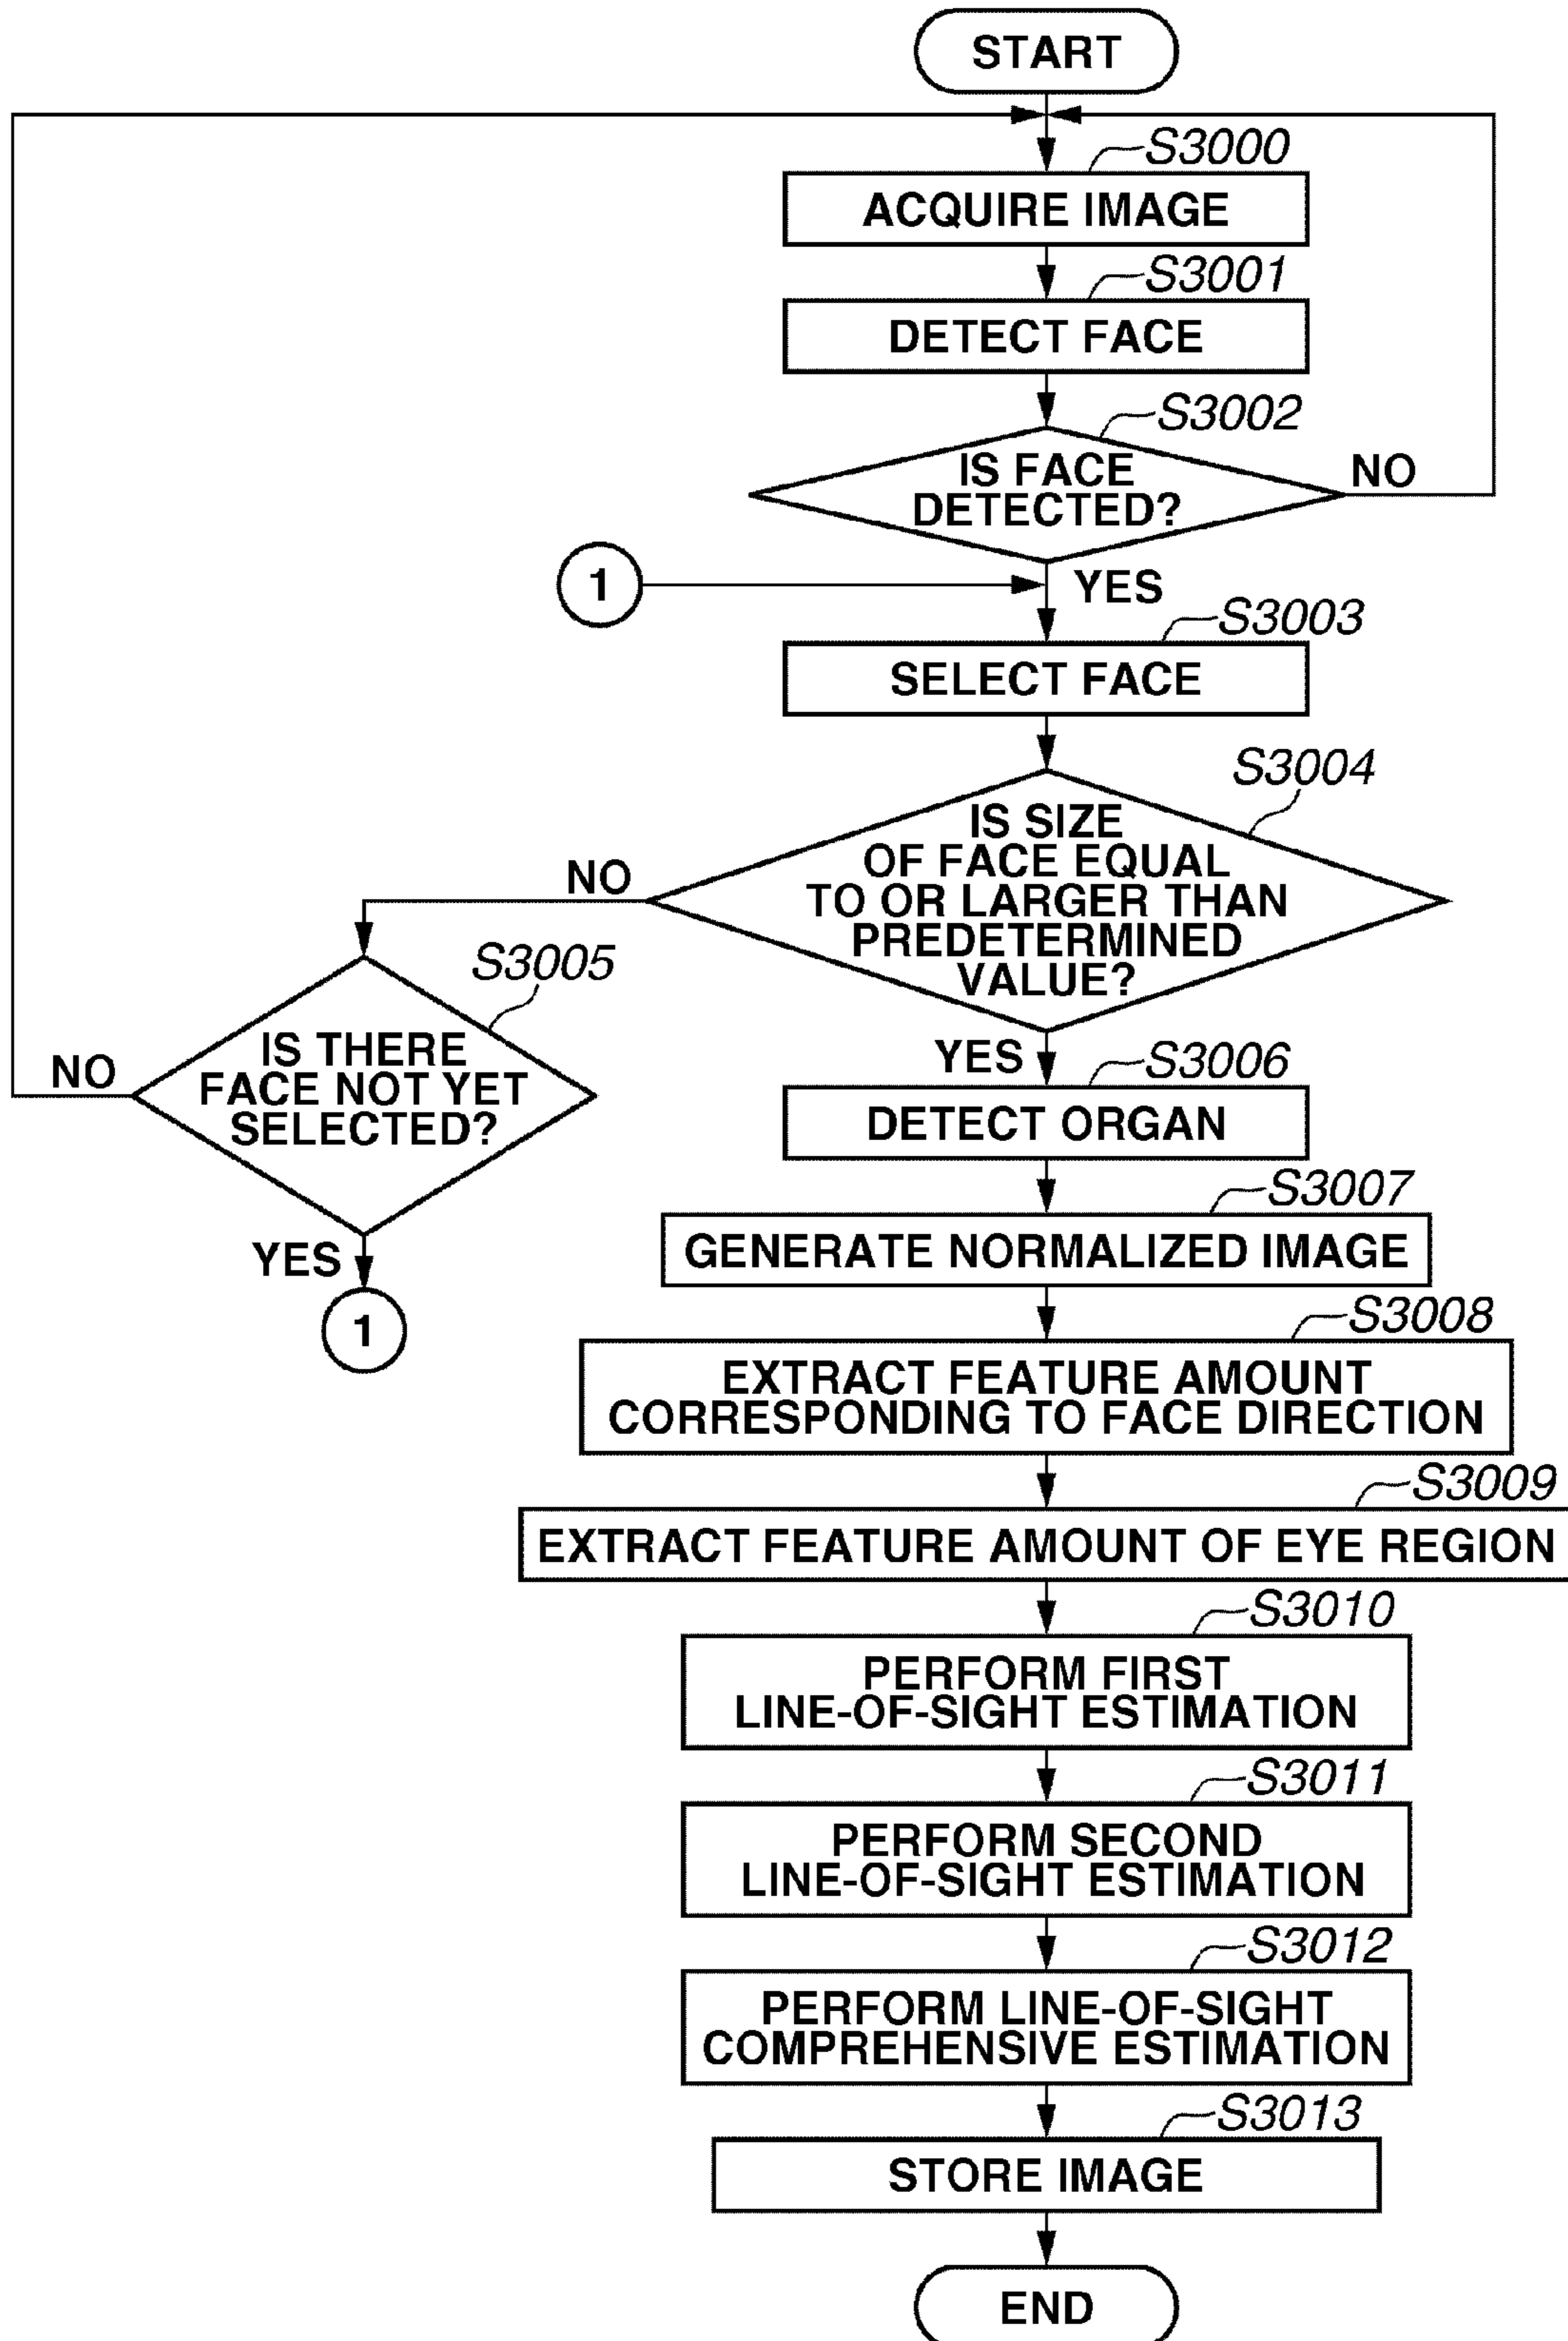 START
S3000
ACQUIRE IMAGE
S3001
DETECT FACE
S3002
IS FACE
DETECTED?
NO
1
YES
S3003
SELECT FACE
S3004
IS SIZE
OF FACE EQUAL
TO OR LARGER THAN
PREDETERMINED
VALUE?
NO
S3005
IS THERE
FACE NOT YET
SELECTED?
NO
YES
1
YES
S3006
DETECT ORGAN
S3007
GENERATE NORMALIZED IMAGE
S3008
EXTRACT FEATURE AMOUNT
CORRESPONDING TO FACE DIRECTION
S3009
EXTRACT FEATURE AMOUNT OF EYE REGION
S3010
PERFORM FIRST
LINE-OF-SIGHT ESTIMATION
S3011
PERFORM SECOND
LINE-OF-SIGHT ESTIMATION
S3012
PERFORM LINE-OF-SIGHT
COMPREHENSIVE ESTIMATION
S3013
STORE IMAGE
END